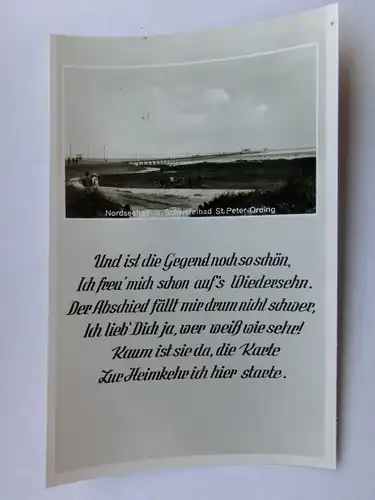 Nordseeheil- u. Schwefelbad St. Peter-Ording
Und ist die Gegend noch so schön,
Ich freu' mich schon auf's Wiedersehn.
Der Abschied fällt mir drum nicht schwer,
Ich lieb' Dich ja, wer weiß wie sehr!
Kaum ist sie da, die Karte
Zur Heimkehr ich hier starte.